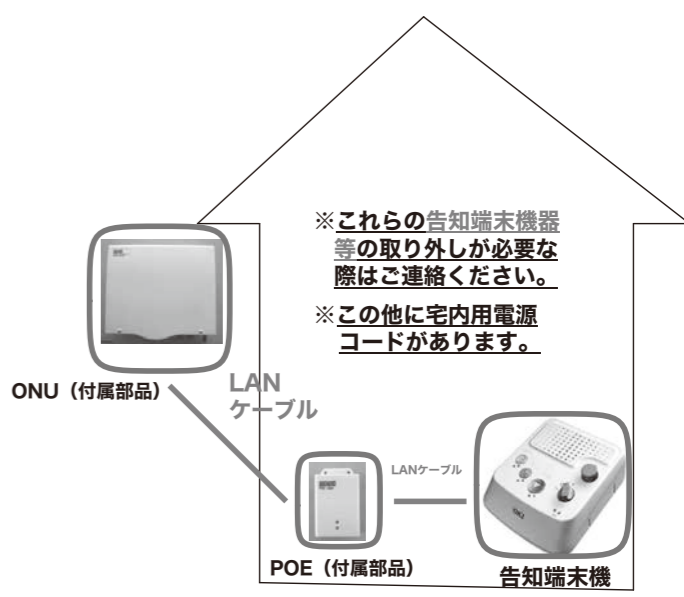 ※これらの告知端末機器
等の取り外しが必要な
際はご連絡ください。
※この他に宅内用電源
コードがあります。
ONU（付属部品）
LAN
ケーブル
LANケーブル
POE（付属部品）
告知端末機